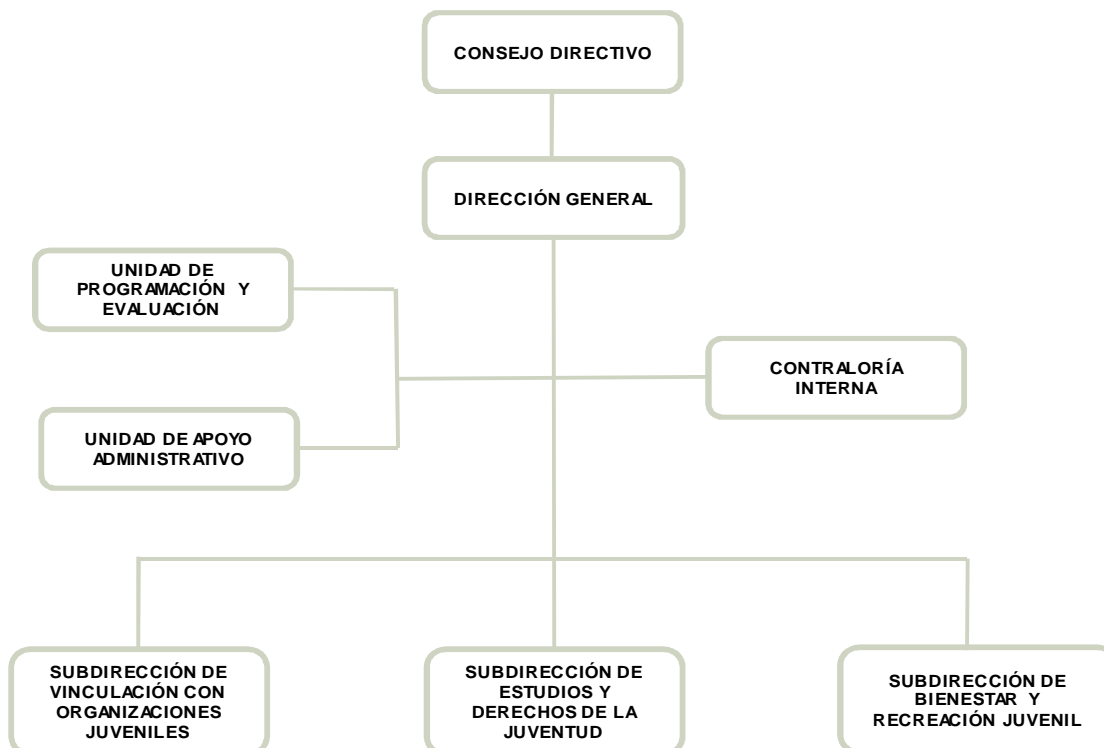 CONSEJO DIRECTIVO
DIRECCIÓN GENERAL
UNIDAD DE
PROGRAMACIÓN Y
EVALUACIÓN
CONTRALORÍA
INTERNA
UNIDAD DE APOYO
ADMINISTRATIVO
SUBDIRECCIÓN DE
VINCULACIÓN CON
ORGANIZACIONES
JUVENILES
SUBDIRECCIÓN DE
ESTUDIOS Y
DERECHOS DE LA
JUVENTUD
SUBDIRECCIÓN DE
BIENESTAR Y
RECREACIÓN JUVENIL